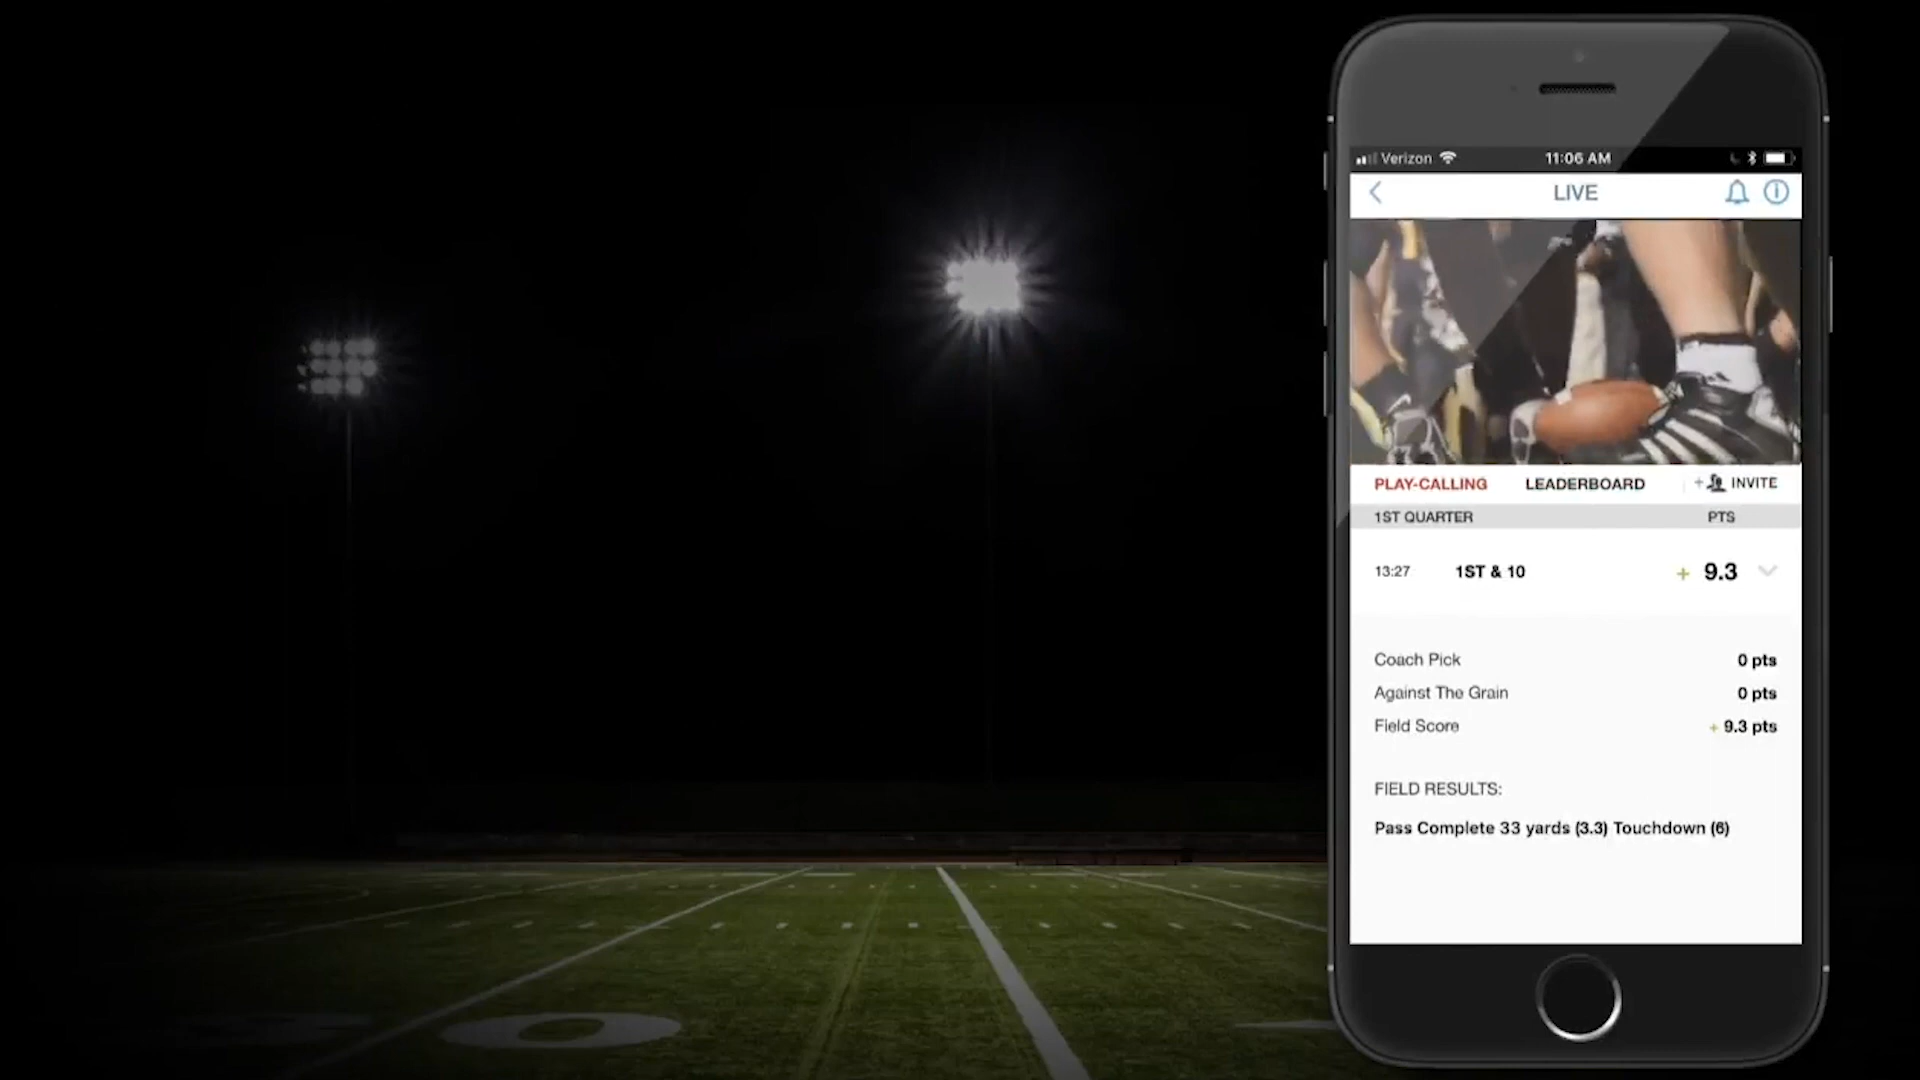 Verizon 11:06 AM
LIVE
PLAY-CALLING LEADERBOARD + INVITE
1ST QUARTER PTS
13:27 1ST & 10 + 9.3
Coach Pick 0 pts
Against The Grain 0 pts
Field Score + 9.3 pts
FIELD RESULTS:
Pass Complete 33 yards (3.3) Touchdown (6)
0